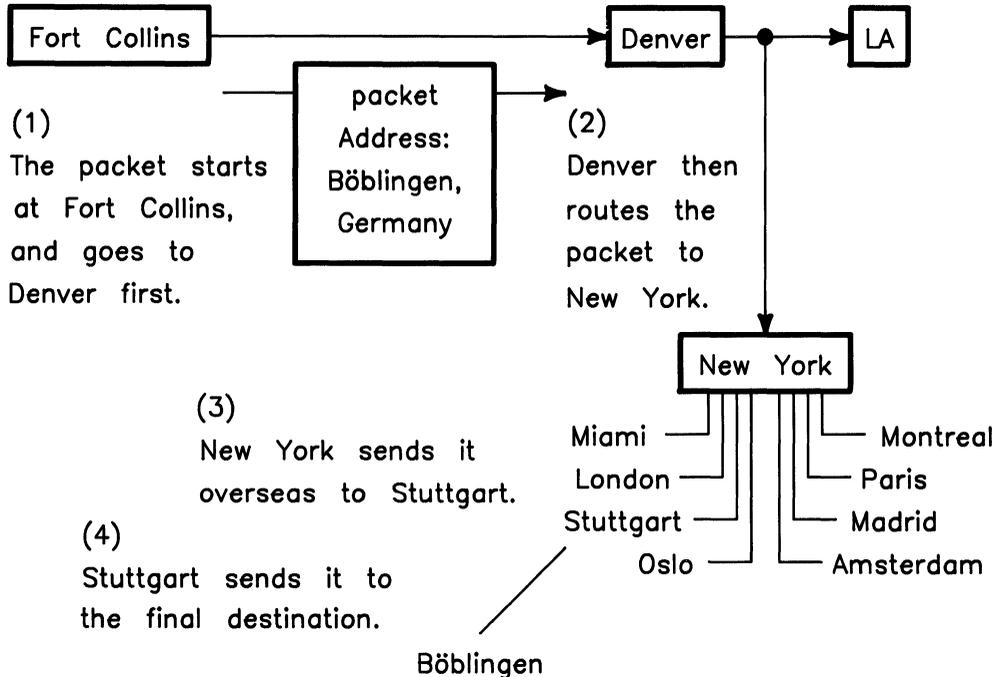 Fort Collins
Denver
LA
packet
Address:
Böblingen,
Germany
(1)
The packet starts
at Fort Collins,
and goes to
Denver first.
(2)
Denver then
routes the
packet to
New York.
New York
(3)
New York sends it
overseas to Stuttgart.
Miami
London
Stuttgart
Oslo
Montreal
Paris
Madrid
Amsterdam
(4)
Stuttgart sends it to
the final destination.
Böblingen